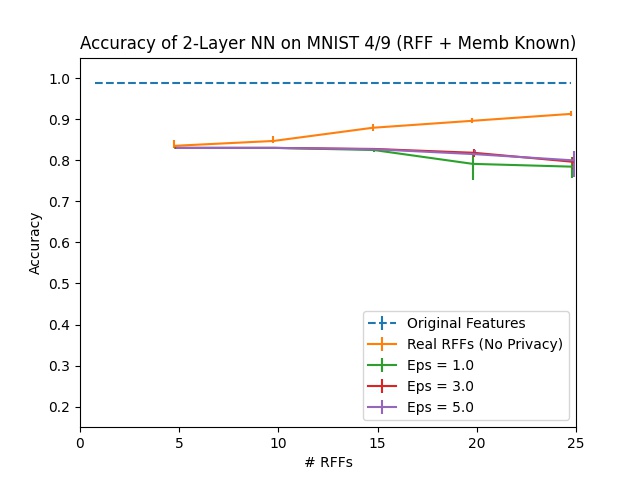 Accuracy of 2-Layer NN on MNIST 4/9 (RFF + Memb Known)
1.0
0.9
0.8
0.7
0.6
0.5
0.4
0.3
0.2
Accuracy
Original Features
Real RFFs (No Privacy)
Eps = 1.0
Eps = 3.0
Eps = 5.0
0 5 10 15 20 25
# RFFs